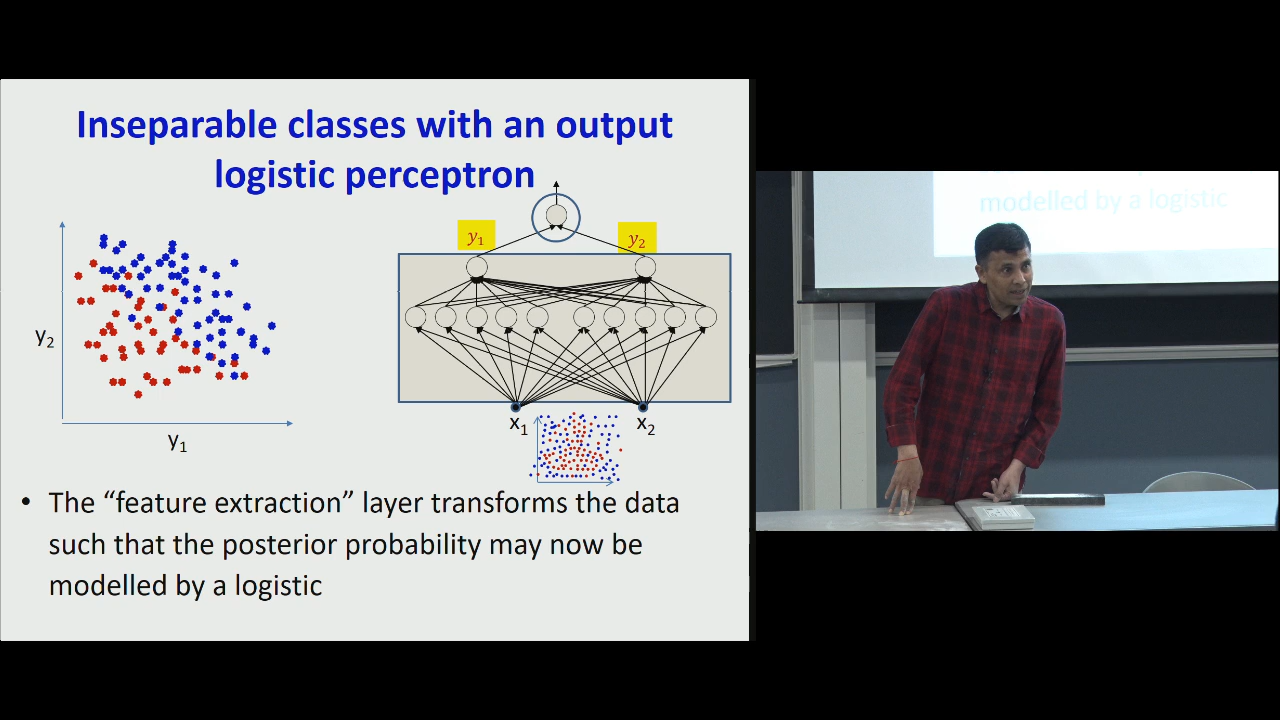 Inseparable classes with an output
logistic perceptron
y₁
y₂
y₂
y₁
x₁
x₂
• The “feature extraction” layer transforms the data
such that the posterior probability may now be
modelled by a logistic
modelled by a logistic